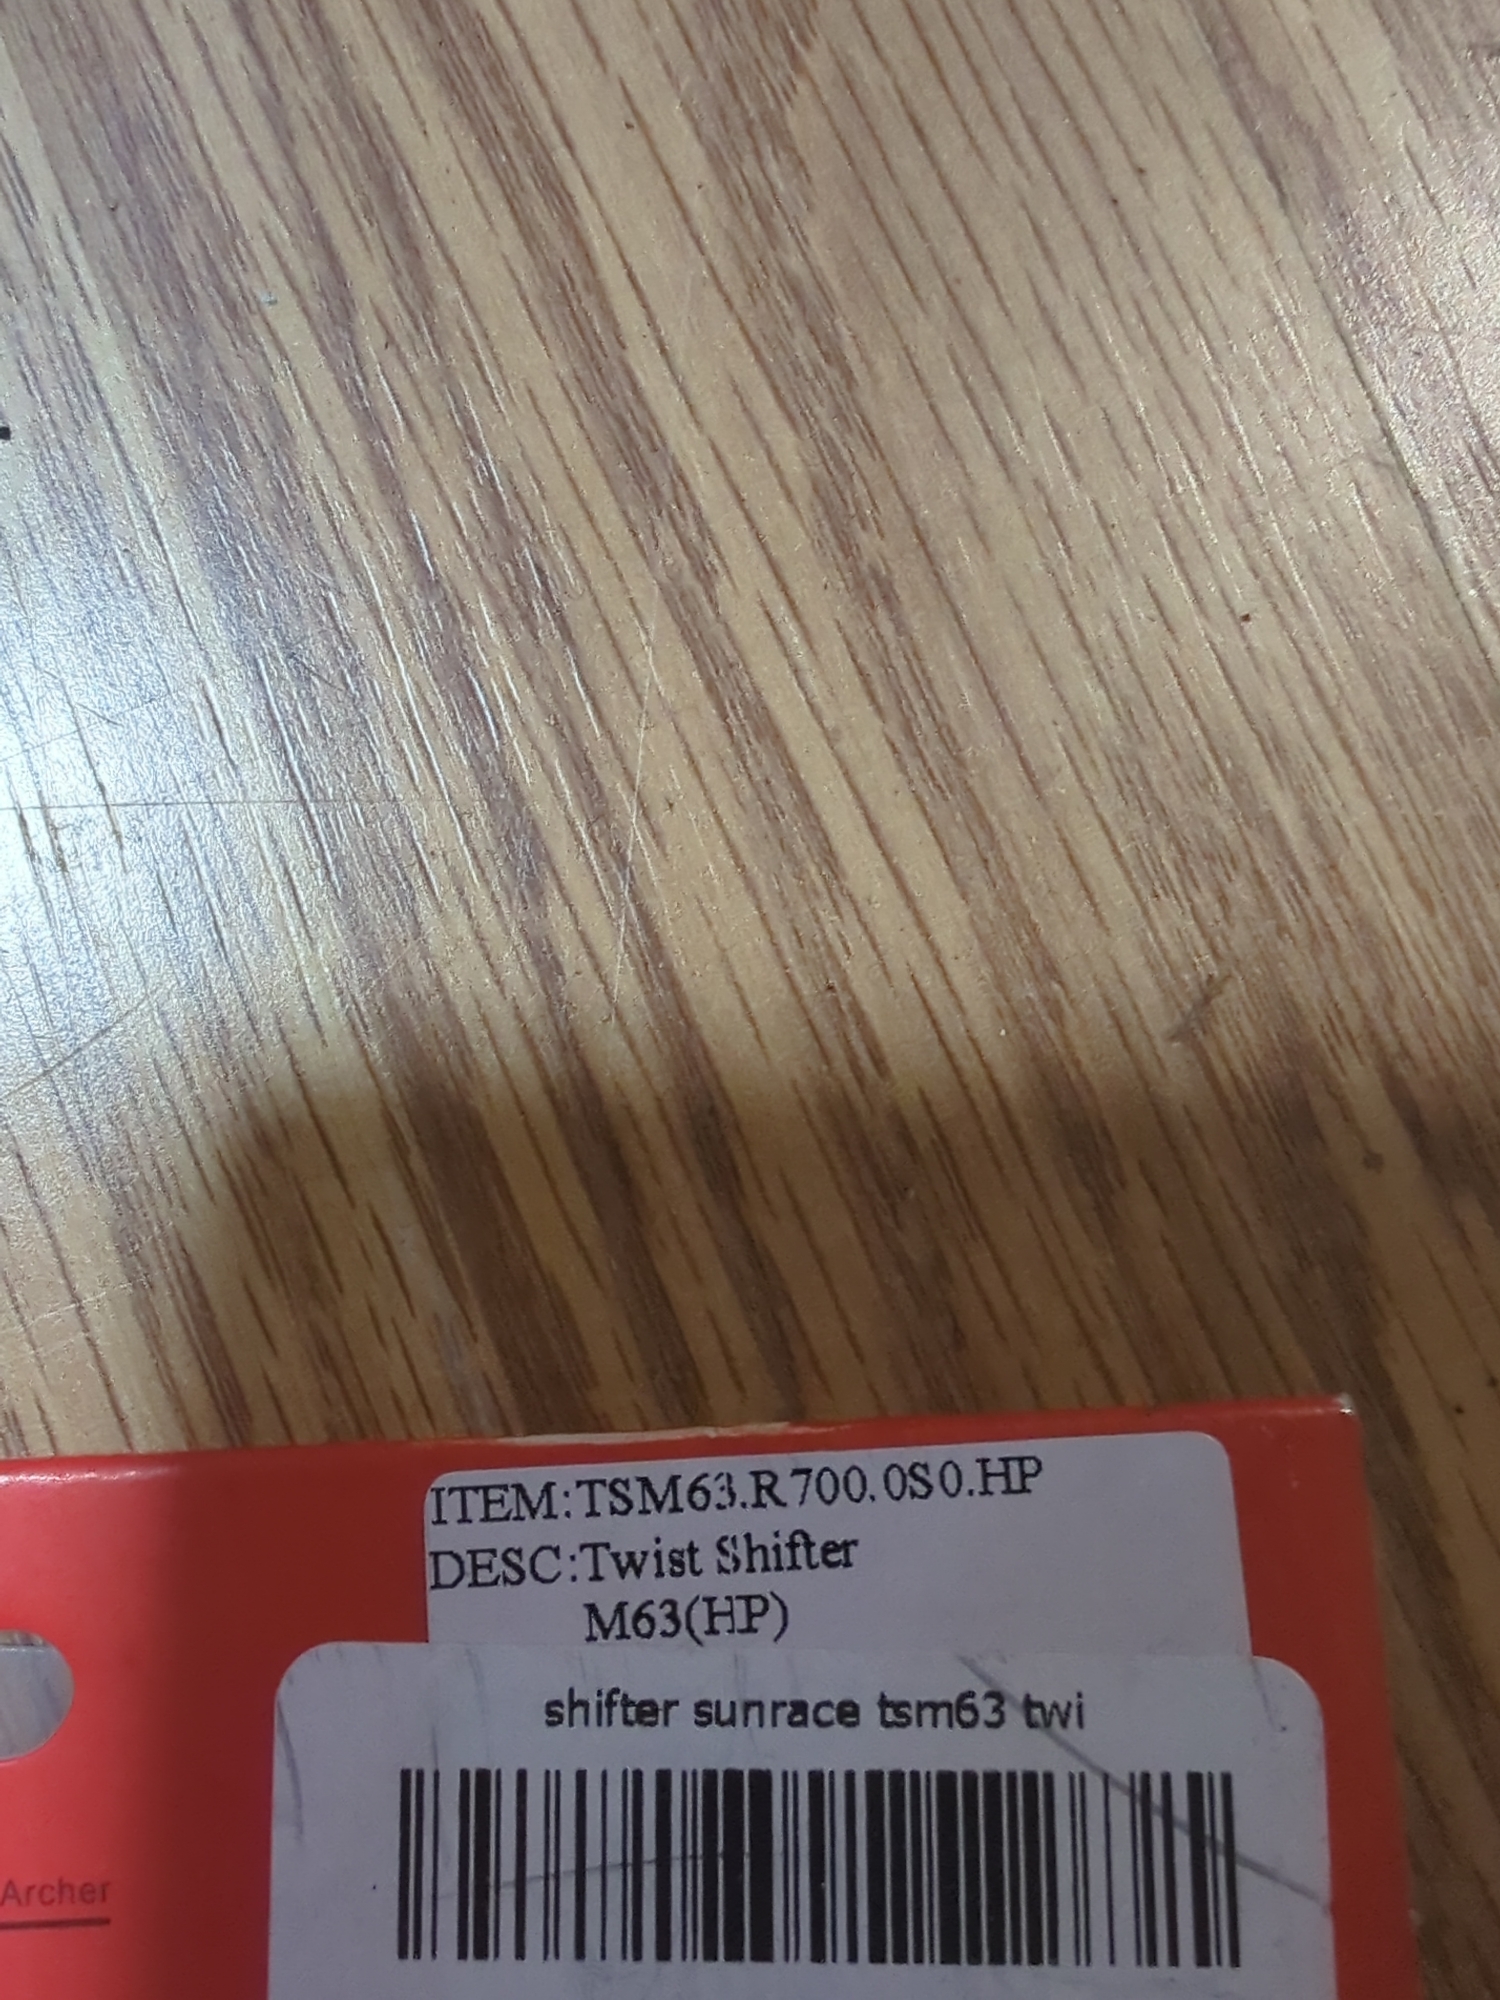 ITEM:TSM63.R700.0S0.HP
DESC:Twist Shifter
M63(HP)
shifter sunrace tsm63 twi
Archer